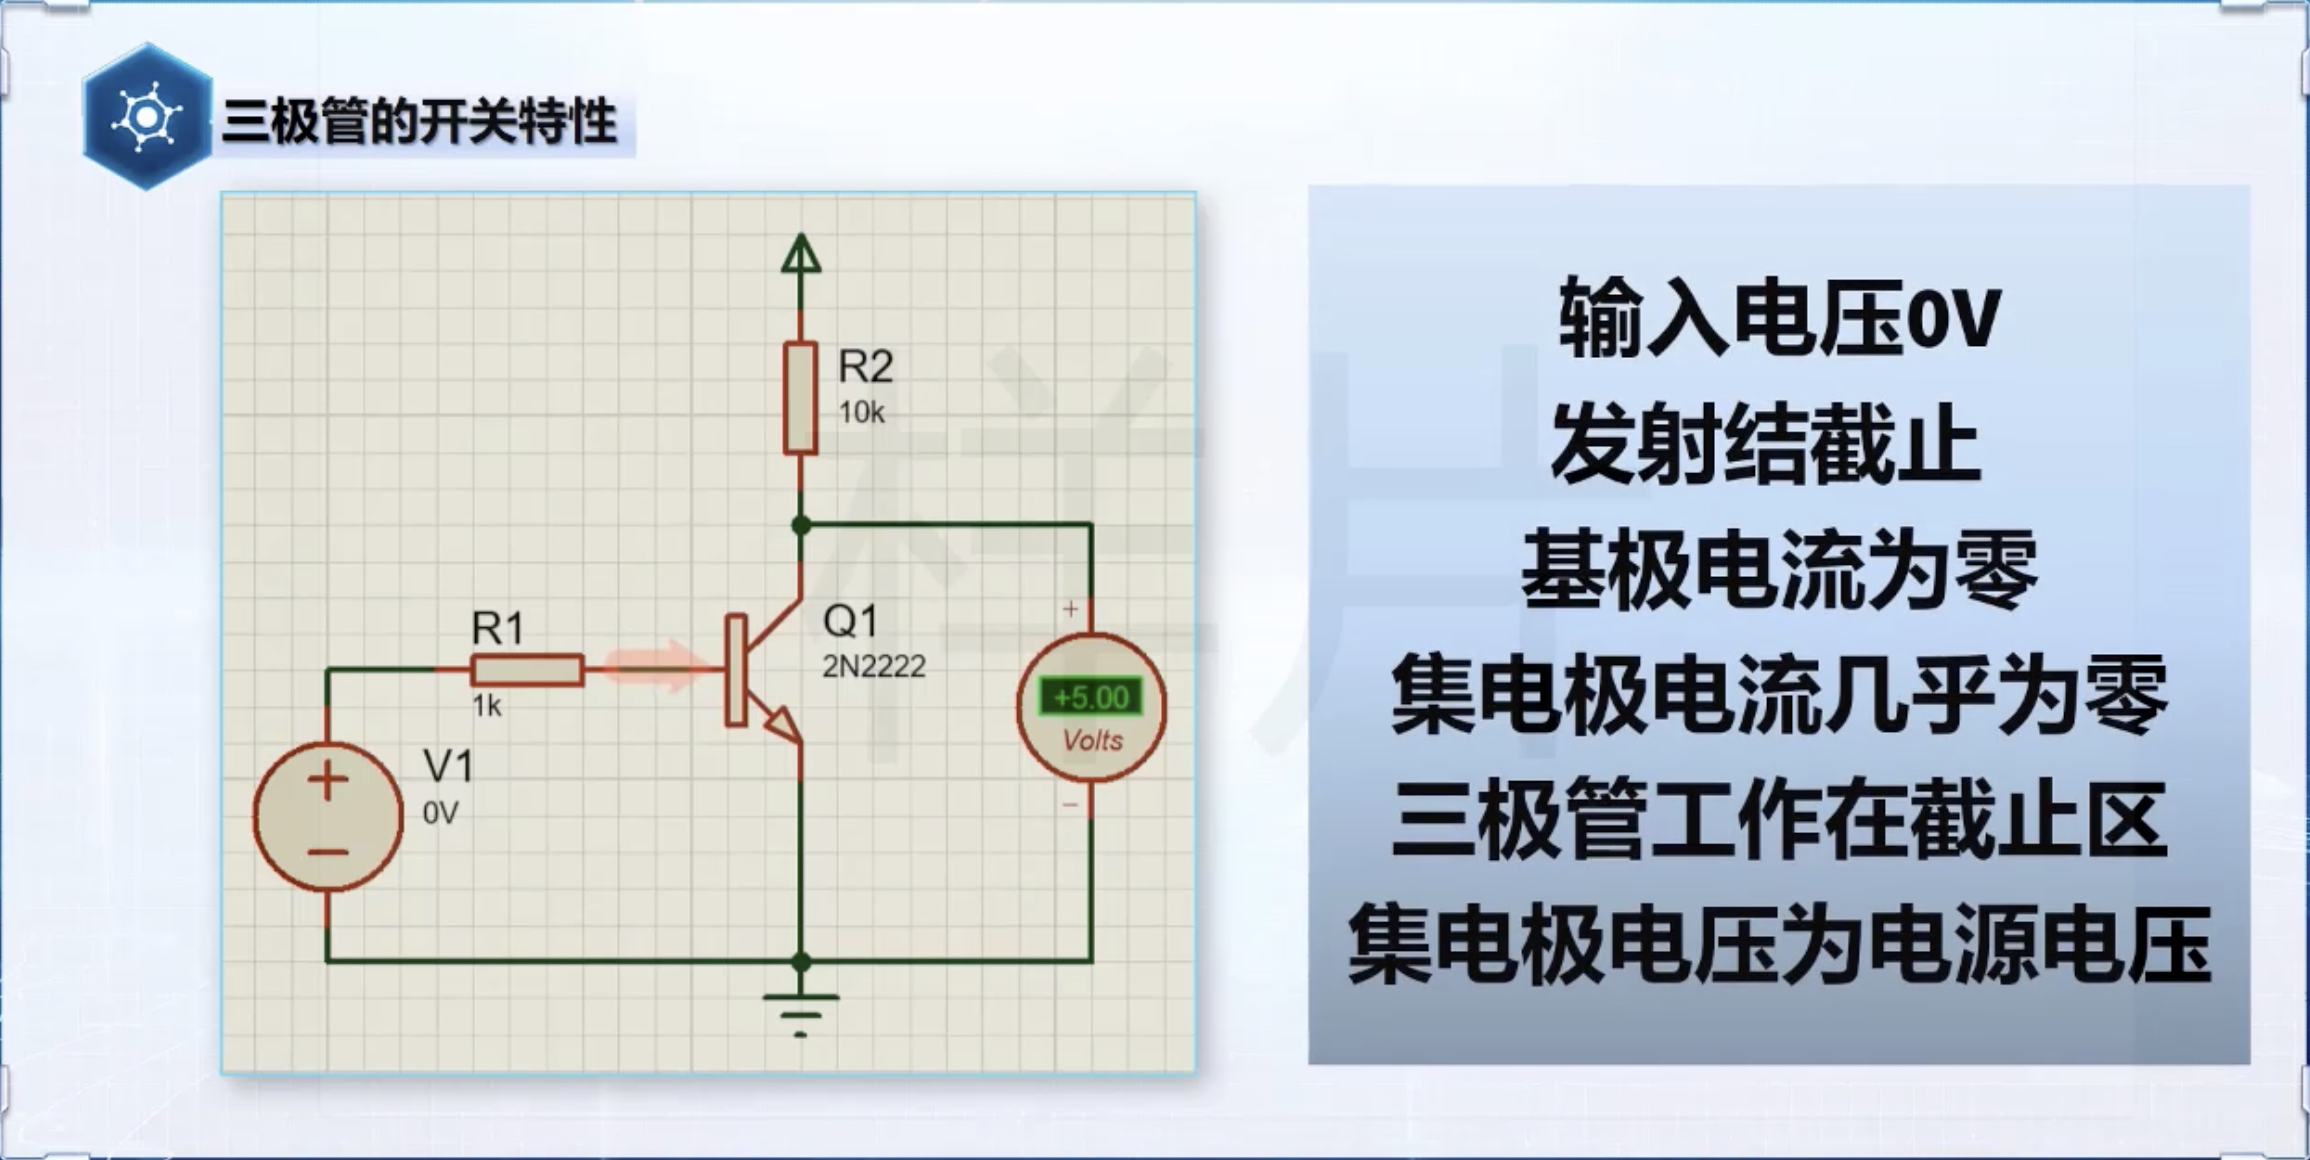 三极管的开关特性
R2
10k
R1
1k
Q1
2N2222
+
+5.00
Volts
−
V1
0V
+
−
输入电压0V
发射结截止
基极电流为零
集电极电流几乎为零
三极管工作在截止区
集电极电压为电源电压
样片